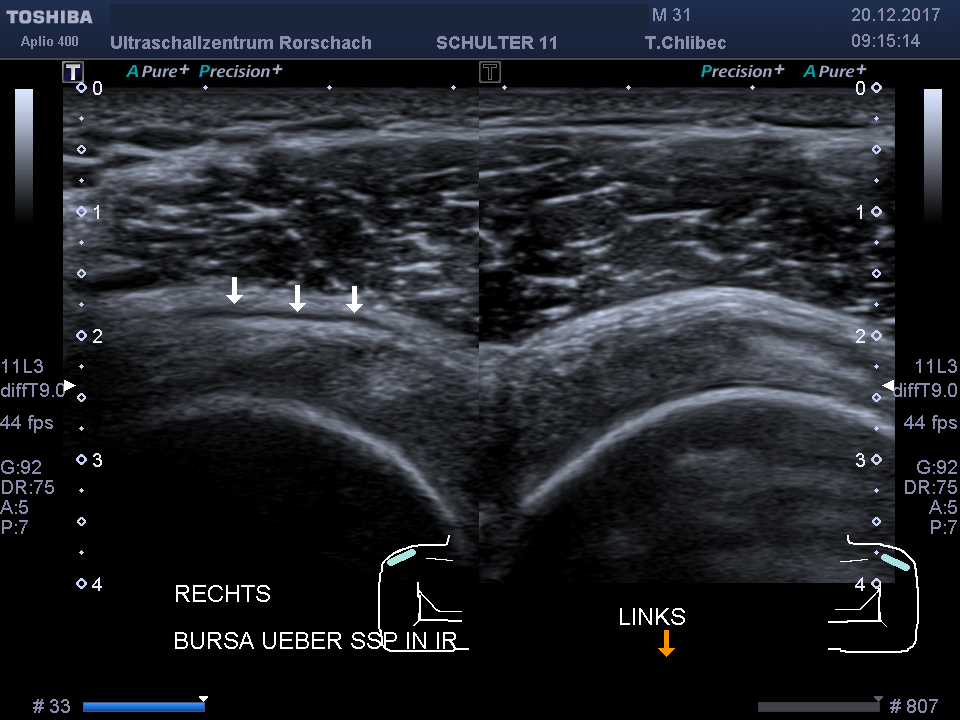 TOSHIBA M 31 20.12.2017
Aplio 400 Ultraschallzentrum Rorschach SCHULTER 11 T.Chlibec 09:15:14
T A Pure+ Precision+ T Precision+ A Pure+
0 0
1 1
2 2
11L3 11L3
diffT9.0 diffT9.0
44 fps 44 fps
3 3
G:92 G:92
DR:75 DR:75
A:5 A:5
P:7 P:7
4 4
RECHTS
LINKS
BURSA UEBER SSP IN IR
# 33 # 807